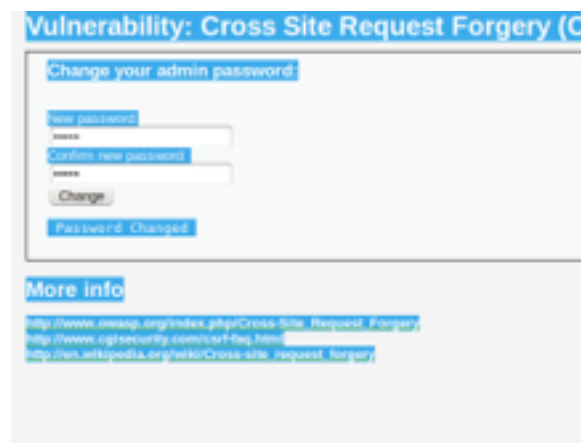 Vulnerability: Cross Site Request Forgery (C
Change your admin password:
New password:
•••••
Confirm new password:
•••••
Change
Password Changed
More info
http://www.owasp.org/index.php/Cross-Site_Request_Forgery
http://www.cgisecurity.com/csrf-faq.html
http://en.wikipedia.org/wiki/Cross-site_request_forgery